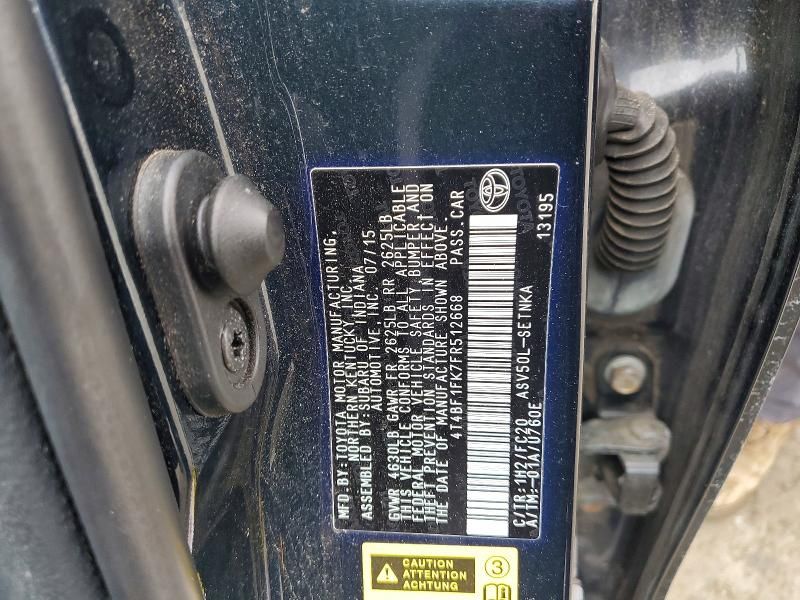 MFD.BY:TOYOTA MOTOR MANUFACTURING,
NORTHERN KENTUCKY, INC.
ASSEMBLED BY:SUBARU OF INDIANA
AUTOMOTIVE, INC. 07/15
GVWR 4630LB GAWR FR 2625LB RR 2625LB
THIS VEHICLE CONFORMS TO ALL APPLICABLE
FEDERAL MOTOR VEHICLE SAFETY, BUMPER AND
THEFT PREVENTION STANDARDS IN EFFECT ON
THE DATE OF MANUFACTURE SHOWN ABOVE.
4T4BF1FK7FR512668 PASS.CAR
C/TR:1H2/FC20 ASV50L-SETNKA
A/TM:-01A/U760E 13195
TOYOTA
CAUTION
ATTENTION
ACHTUNG
3